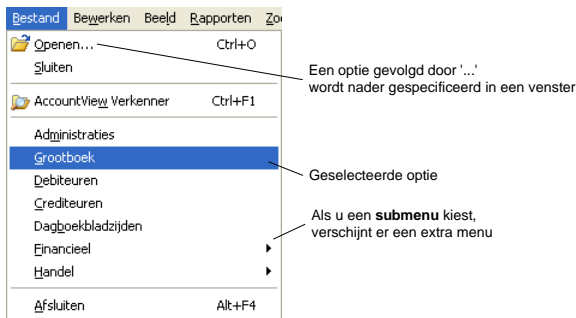 Bestand Bewerken Beeld Rapporten
Openen... Ctrl+O
Sluiten
AccountView Verkenner Ctrl+F1
Administraties
Grootboek
Debiteuren
Crediteuren
Dagboekbladzijden
Financieel
Handel
Afsluiten Alt+F4
Een optie gevolgd door '...'
wordt nader gespecificeerd in een venster
Geselecteerde optie
Als u een submenu kiest,
verschijnt er een extra menu